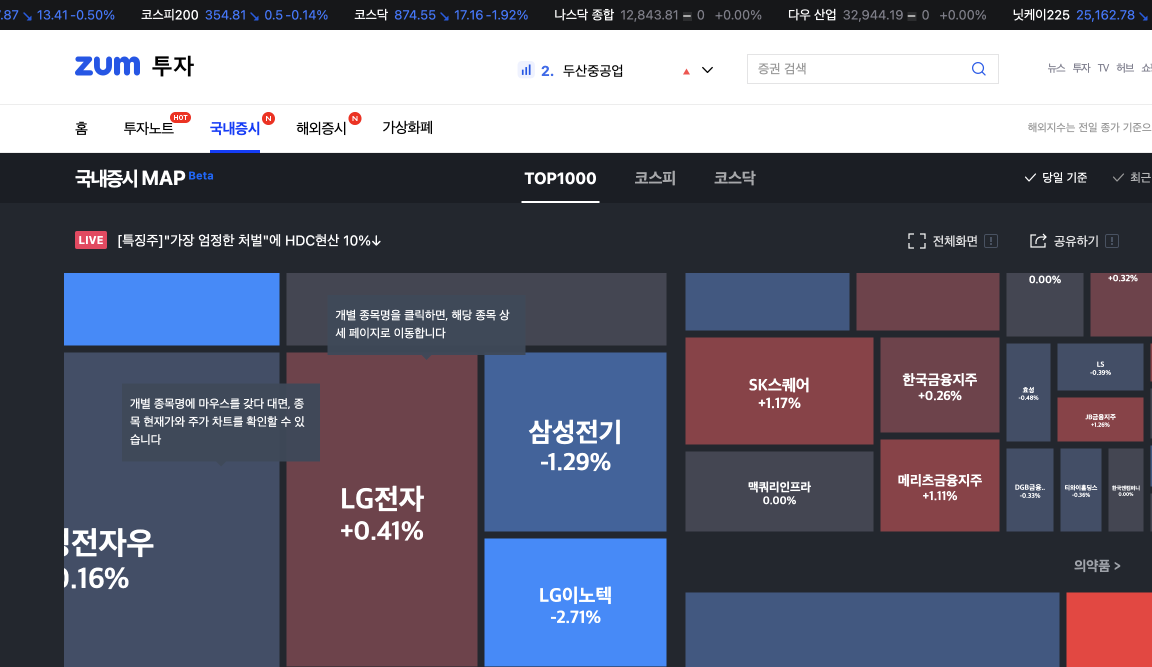 .87 ↘ 13.41 -0.50% 코스피200 354.81 ↘ 0.5 -0.14% 코스닥 874.55 ↘ 17.16 -1.92% 나스닥 종합 12,843.81 0 +0.00% 다우 산업 32,944.19 0 +0.00% 닛케이225 25,162.78 ↘
zum 투자
2. 두산중공업 ▲
증권 검색
뉴스 투자 TV 허브 쇼
홈 투자노트 HOT 국내증시 N 해외증시 N 가상화폐
해외지수는 전일 종가 기준으
국내증시 MAP Beta
TOP1000 코스피 코스닥
당일 기준 최근
LIVE [특징주]"가장 엄정한 처벌"에 HDC현산 10%↓
전체화면 ! 공유하기 !
개별 종목명을 클릭하면, 해당 종목 상
세 페이지로 이동합니다
개별 종목명에 마우스를 갖다 대면, 종
목 현재가와 주가 차트를 확인할 수 있
습니다
전자우
0.16%
LG전자
+0.41%
삼성전기
-1.29%
LG이노텍
-2.71%
0.00%
+0.32%
SK스퀘어
+1.17%
한국금융지주
+0.26%
효성
-0.48%
LS
-0.39%
JB금융지주
+1.26%
맥쿼리인프라
0.00%
메리츠금융지주
+1.11%
DGB금융..
-0.33%
티와이홀딩스
-0.36%
한국앤컴퍼니
0.00%
의약품 >